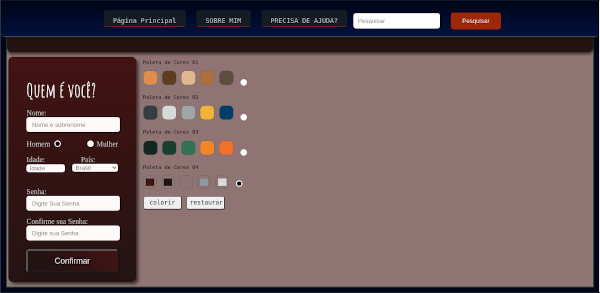 Página Principal
SOBRE MIM
PRECISA DE AJUDA?
Pesquisar
Pesquisar
Quem é você?
Nome:
Nome e sobrenome
Homem
Mulher
Idade:
País:
Idade
Brasil
Senha:
Digite Sua Senha
Confirme sua Senha:
Digite sua Senha
Confirmar
Paleta de Cores 01
Paleta de Cores 02
Paleta de Cores 03
Paleta de Cores 04
colorir
restaurar